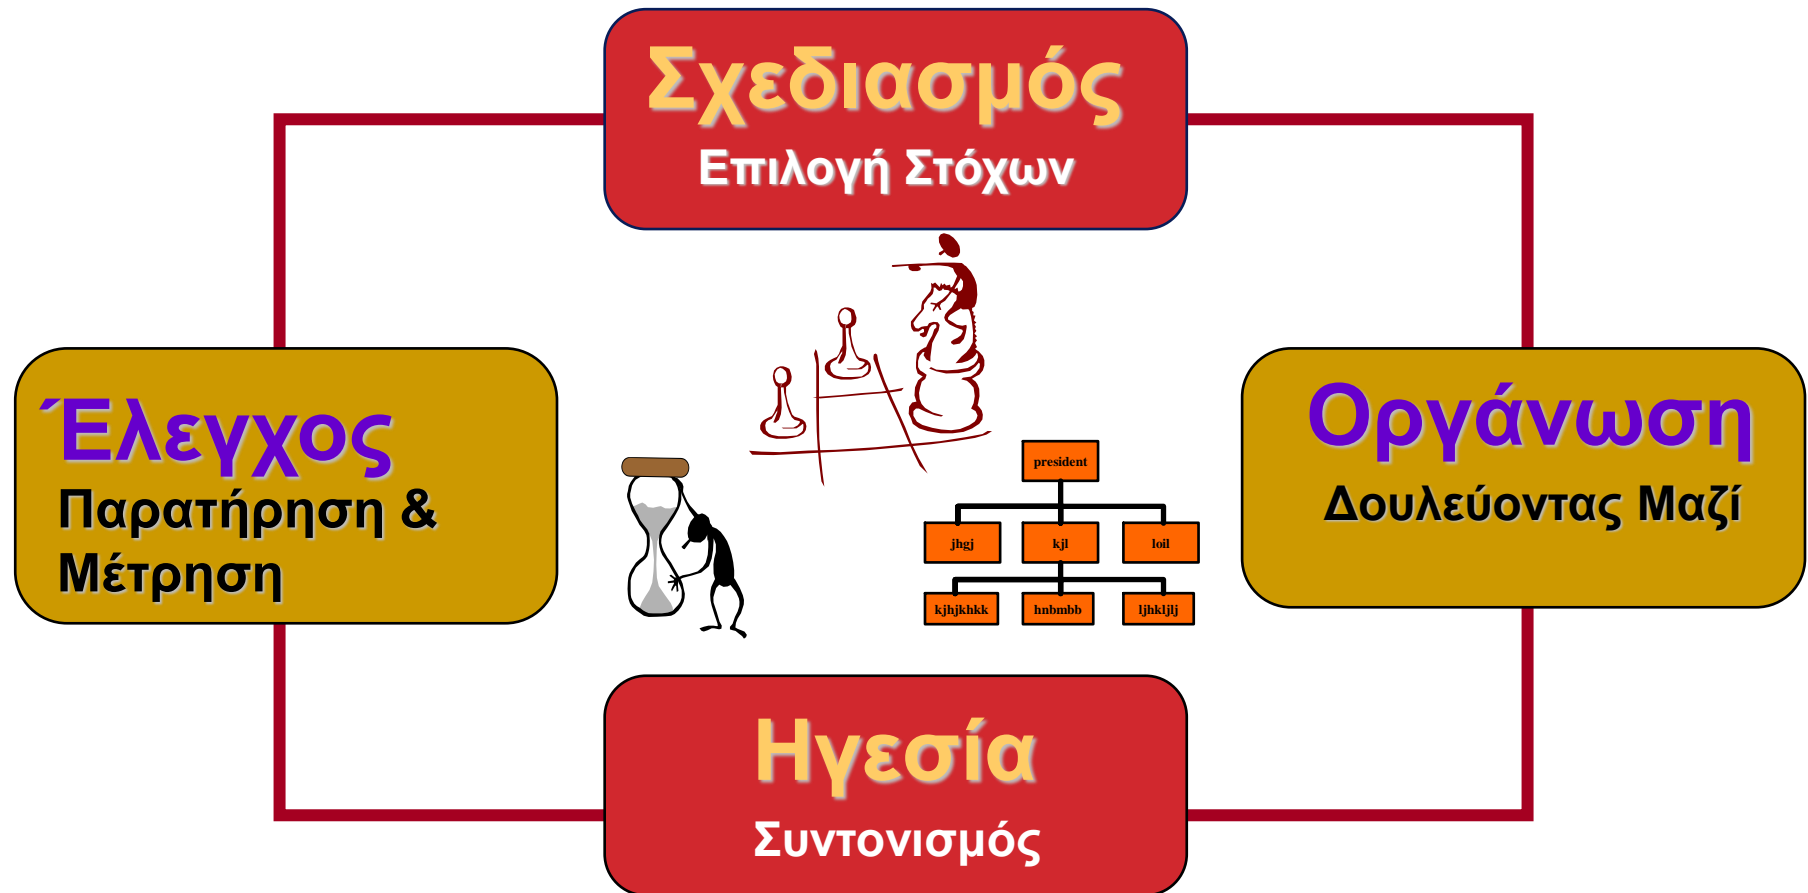 Σχεδιασμός
Επιλογή Στόχων
Έλεγχος
Παρατήρηση &
Μέτρηση
Οργάνωση
Δουλεύοντας Μαζί
president
jhgj
kjl
loil
kjhjkhkk
hnbmbb
ljhkljlj
Ηγεσία
Συντονισμός